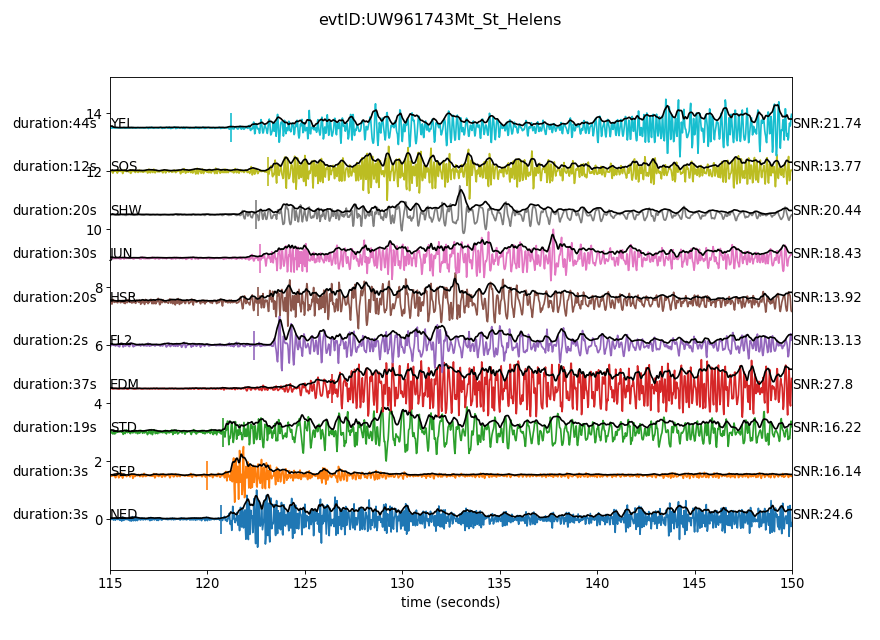 evtID:UW961743Mt_St_Helens
14
duration:44s YEL SNR:21.74
duration:12s SOS SNR:13.77
12
duration:20s SHW SNR:20.44
10
duration:30s JUN SNR:18.43
8
duration:20s HSR SNR:13.92
duration:2s FL2 SNR:13.13
6
duration:37s EDM SNR:27.8
4
duration:19s STD SNR:16.22
2
duration:3s SEP SNR:16.14
duration:3s NED SNR:24.6
0
115 120 125 130 135 140 145 150
time (seconds)